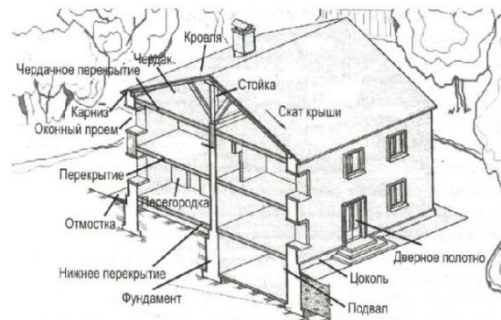 Кровля
Чердак
Чердачное перекрытие
Стойка
Карниз
Скат крыши
Оконный проем
Перекрытие
Перегородка
Отмостка
Дверное полотно
Нижнее перекрытие
Цоколь
Фундамент
Подвал